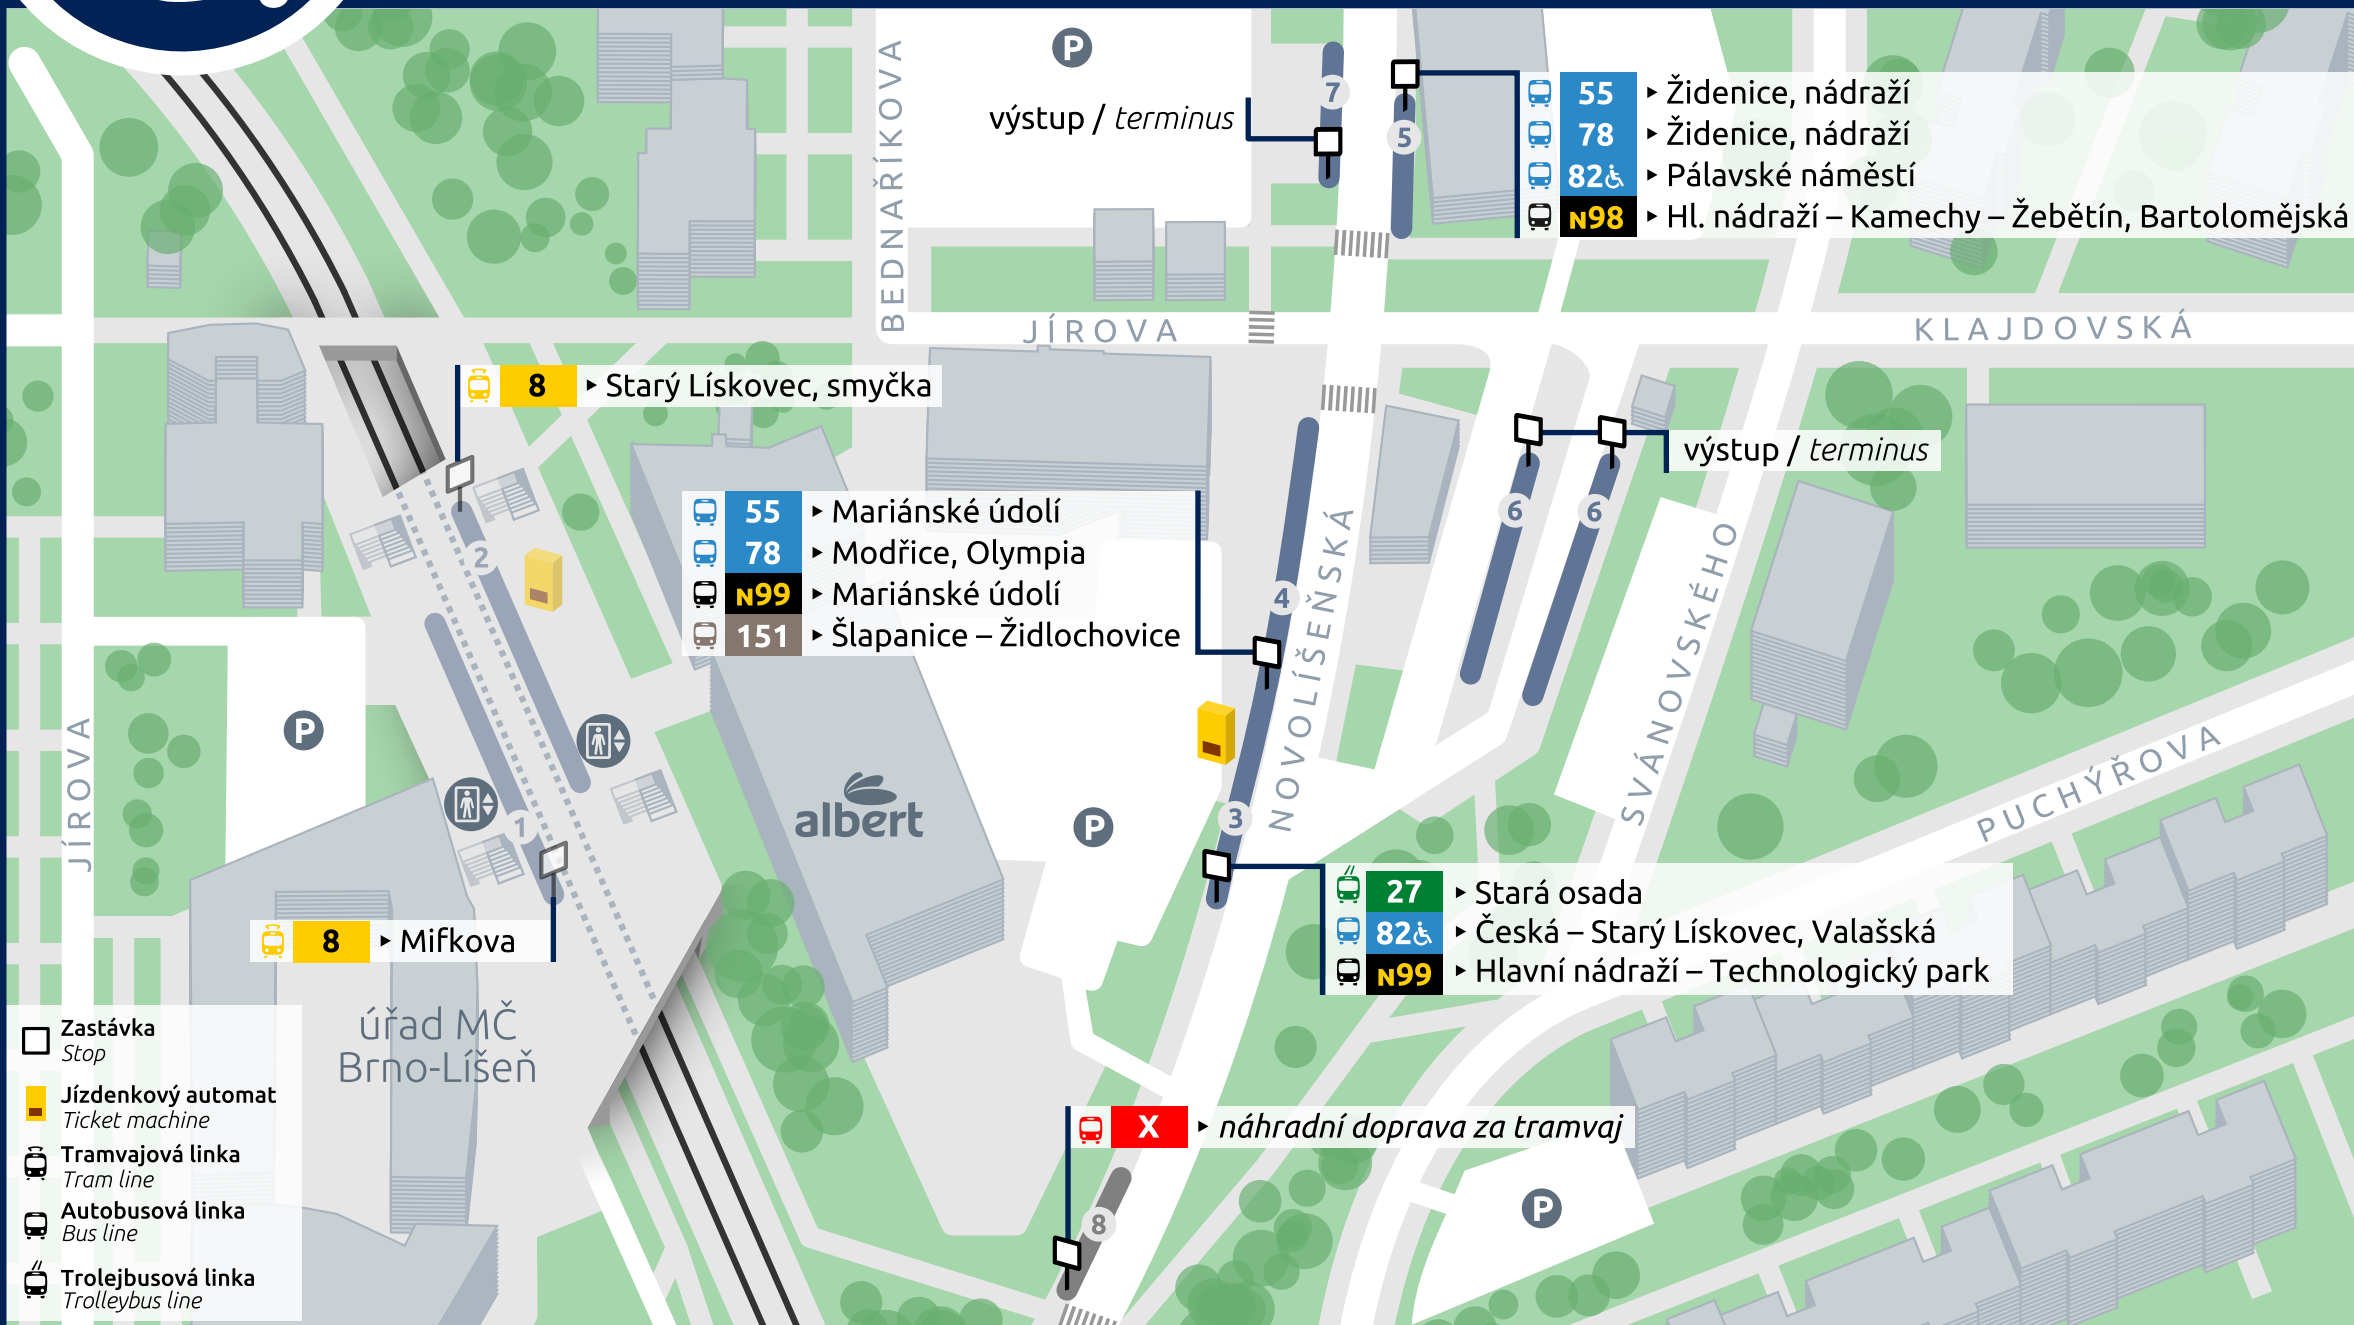 P
BEDNAŘÍKOVA
výstup / terminus
7
5
55 ▸ Židenice, nádraží
78 ▸ Židenice, nádraží
82 ▸ Pálavské náměstí
N98 ▸ Hl. nádraží – Kamechy – Žebětín, Bartolomějská
JÍROVA
KLAJDOVSKÁ
8 ▸ Starý Lískovec, smyčka
výstup / terminus
6
6
2
55 ▸ Mariánské údolí
78 ▸ Modřice, Olympia
N99 ▸ Mariánské údolí
151 ▸ Šlapanice – Židlochovice
4
NOVOLÍŠEŇSKÁ
SVÁNOVSKÉHO
PUCHÝŘOVA
JÍROVA
P
albert
P
1
3
27 ▸ Stará osada
82 ▸ Česká – Starý Lískovec, Valašská
N99 ▸ Hlavní nádraží – Technologický park
8 ▸ Mifkova
úřad MČ
Brno-Líšeň
X ▸ náhradní doprava za tramvaj
8
P
Zastávka
Stop
Jízdenkový automat
Ticket machine
Tramvajová linka
Tram line
Autobusová linka
Bus line
Trolejbusová linka
Trolleybus line